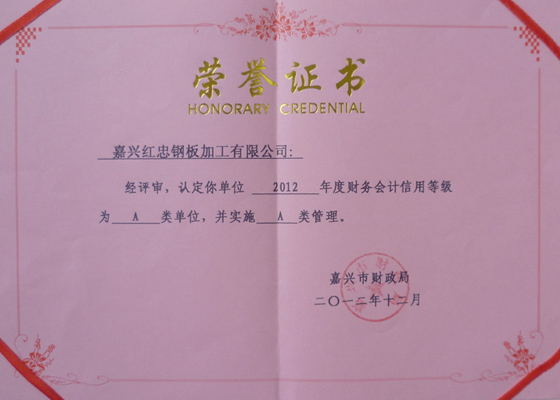 荣誉证书
HONORARY CREDENTIAL
嘉兴红忠钢板加工有限公司:
经评审,认定你单位 2012 年度财务会计信用等级
为 A 类单位,并实施 A 类管理。
嘉兴市财政局
二〇一二年十二月